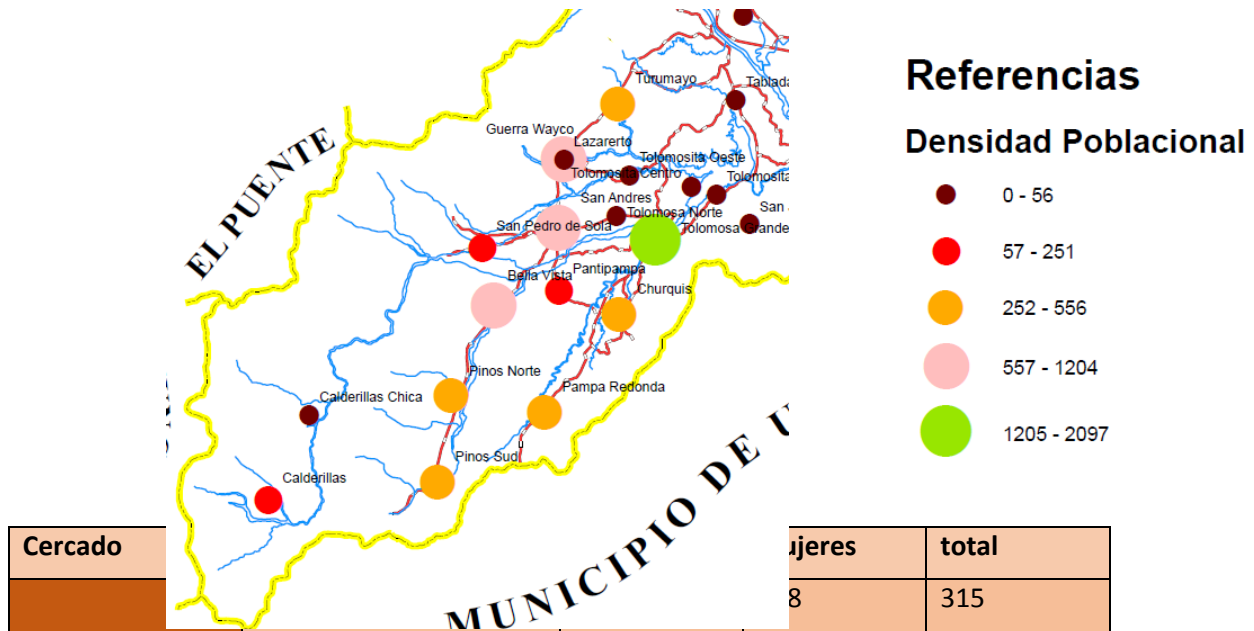 Turumayo
Tablada
Guerra Wayco
Lazarerto
Tolomosita Oeste
Tolomosita Centro
Tolomosita
San Andres
Tolomosa Norte
San
San Pedro de Sola
Tolomosa Grande
Bella Vista
Pantipampa
Churquis
Pinos Norte
Pampa Redonda
Calderillas Chica
Pinos Sud
Calderillas
EL PUENTE
MUNICIPIO DE U
Referencias
Densidad Poblacional
0 - 56
57 - 251
252 - 556
557 - 1204
1205 - 2097
Cercado ujeres total
8 315